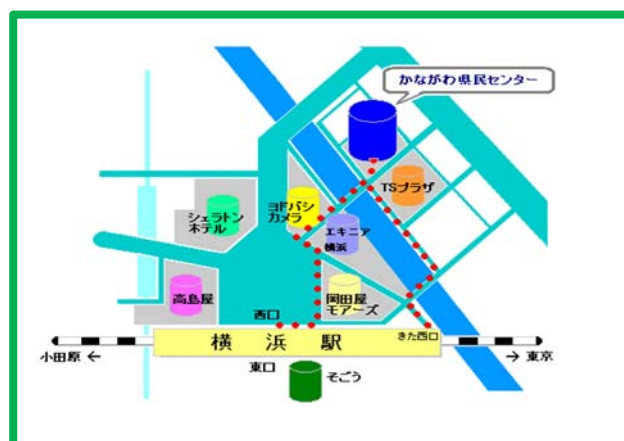 かながわ県民センター
TSプラザ
ヨドバシ
カメラ
シェラトン
ホテル
エキニア
横浜
高島屋
岡田屋
モアーズ
西口
横浜駅
きた西口
小田原 ←
→ 東京
東口
そごう